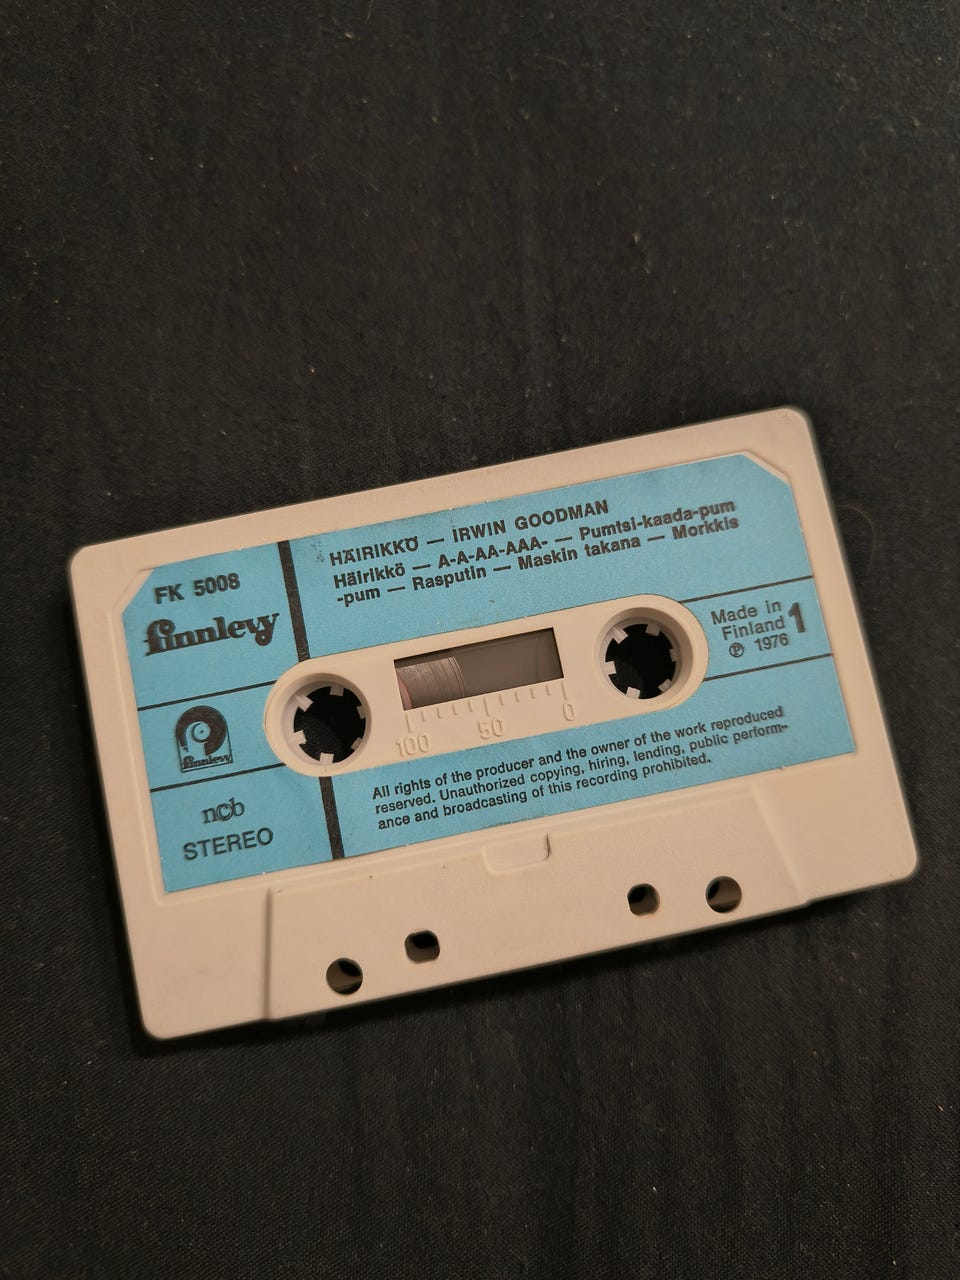 HÄIRIKKÖ — IRWIN GOODMAN
Häirikkö — A-A-AA-AAA- — Pumtsi-kaada-pum
-pum — Rasputin — Maskin takana — Morkkis
FK 5008
finnlevy
Made in
Finland
℗ 1976
1
finnlevy
100 50 0
ncb
STEREO
All rights of the producer and the owner of the work reproduced
reserved. Unauthorized copying, hiring, lending, public perform-
ance and broadcasting of this recording prohibited.